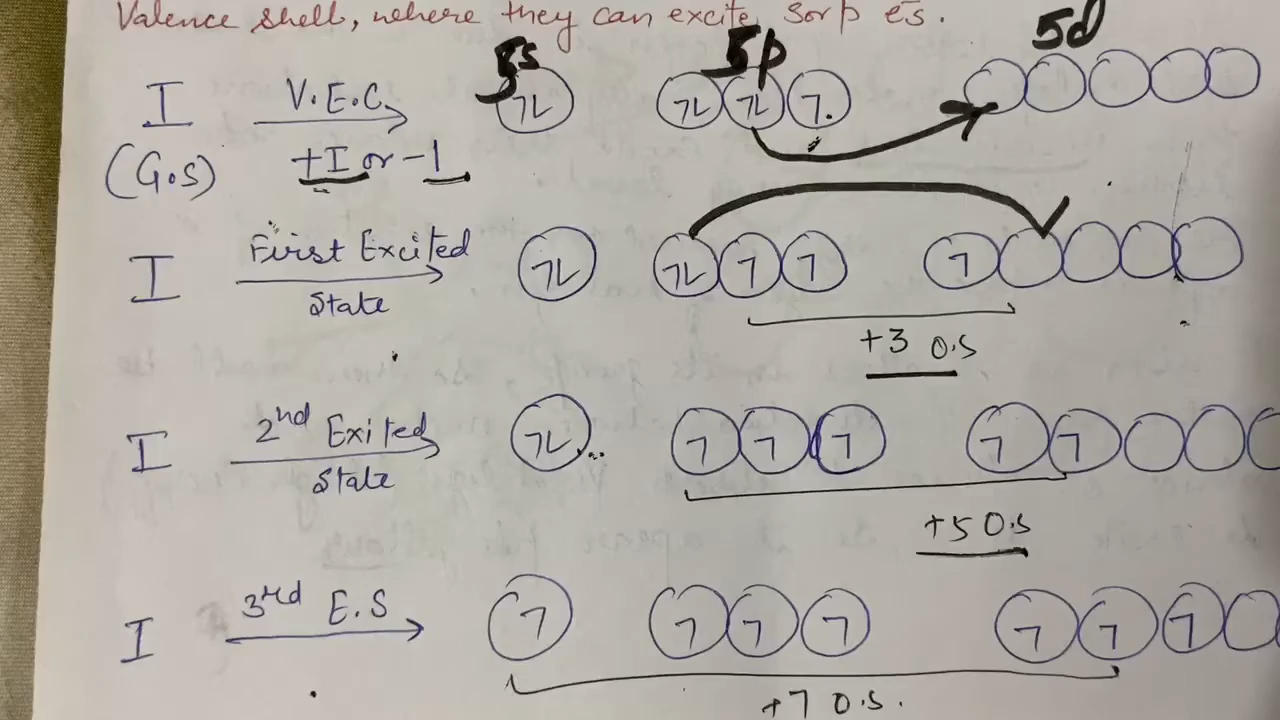 Valence shell, where they can excite s or p es.
5s 5p 5d
I V.E.C
(G.S) +I or -1
I First Excited
State
+3 O.S
I 2nd Exited
State
+5 O.S
I 3rd E.S
+7 O.S.